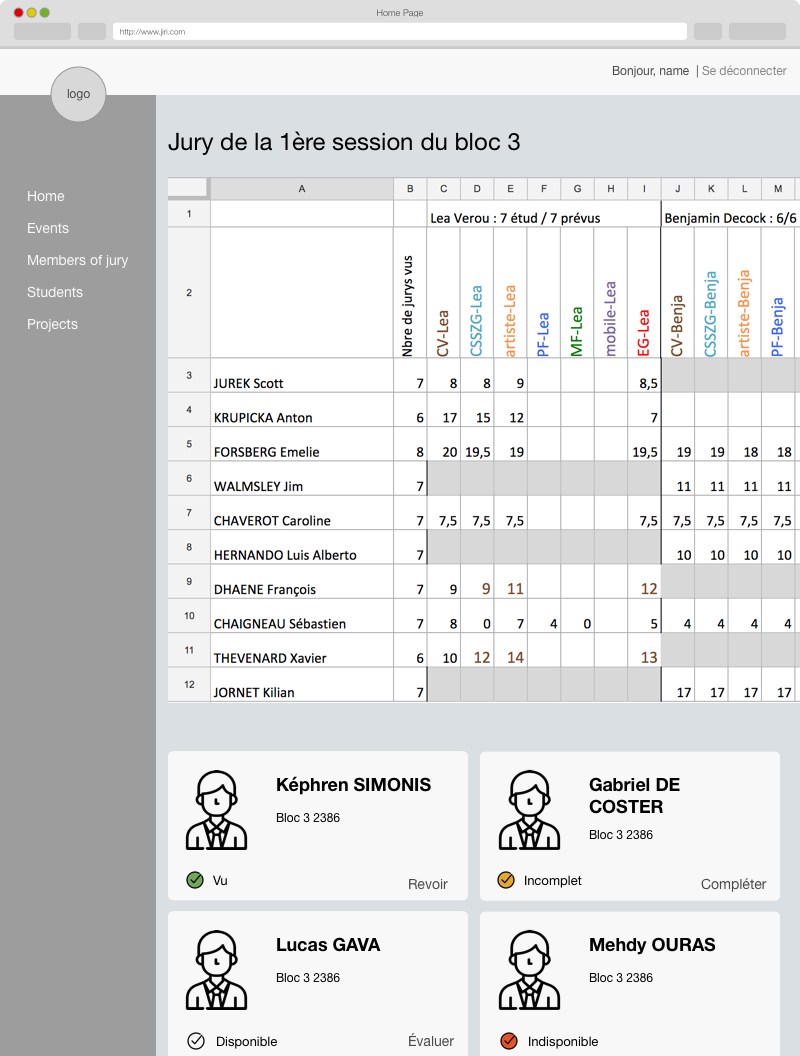 Home Page
http://www.jiri.com
Bonjour, name | Se déconnecter
logo
Home
Events
Members of jury
Students
Projects
Jury de la 1ère session du bloc 3
A B C D E F G H I J K L M
1 Lea Verou : 7 étud / 7 prévus Benjamin Decock : 6/6
2 Nbre de jurys vus CV-Lea CSSZG-Lea artiste-Lea PF-Lea MF-Lea mobile-Lea EG-Lea CV-Benja CSSZG-Benja artiste-Benja PF-Benja
3 JUREK Scott 7 8 8 9 8,5
4 KRUPICKA Anton 6 17 15 12 7
5 FORSBERG Emelie 8 20 19,5 19 19,5 19 19 18 18
6 WALMSLEY Jim 7 11 11 11 11
7 CHAVEROT Caroline 7 7,5 7,5 7,5 7,5 7,5 7,5 7,5 7,5
8 HERNANDO Luis Alberto 7 10 10 10 10
9 DHAENE François 7 9 9 11 12
10 CHAIGNEAU Sébastien 7 8 0 7 4 0 5 4 4 4 4
11 THEVENARD Xavier 6 10 12 14 13
12 JORNET Kilian 7 17 17 17 17
Képhren SIMONIS
Bloc 3 2386
Vu Revoir
Gabriel DE
COSTER
Bloc 3 2386
Incomplet Compléter
Lucas GAVA
Bloc 3 2386
Disponible Évaluer
Mehdy OURAS
Bloc 3 2386
Indisponible